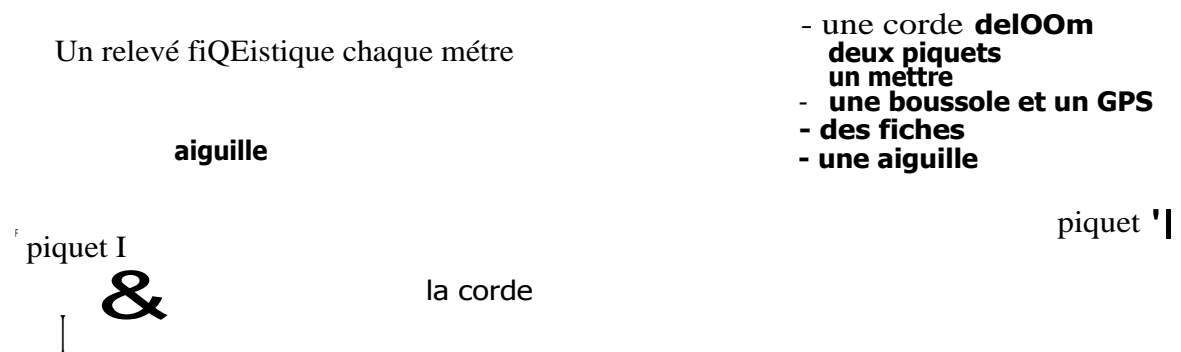 Un relevé fiQEistique chaque métre
- une corde delOOm
deux piquets
un mettre
- une boussole et un GPS
- des fiches
- une aiguille
aiguille
piquet '|
F piquet I
&
la corde